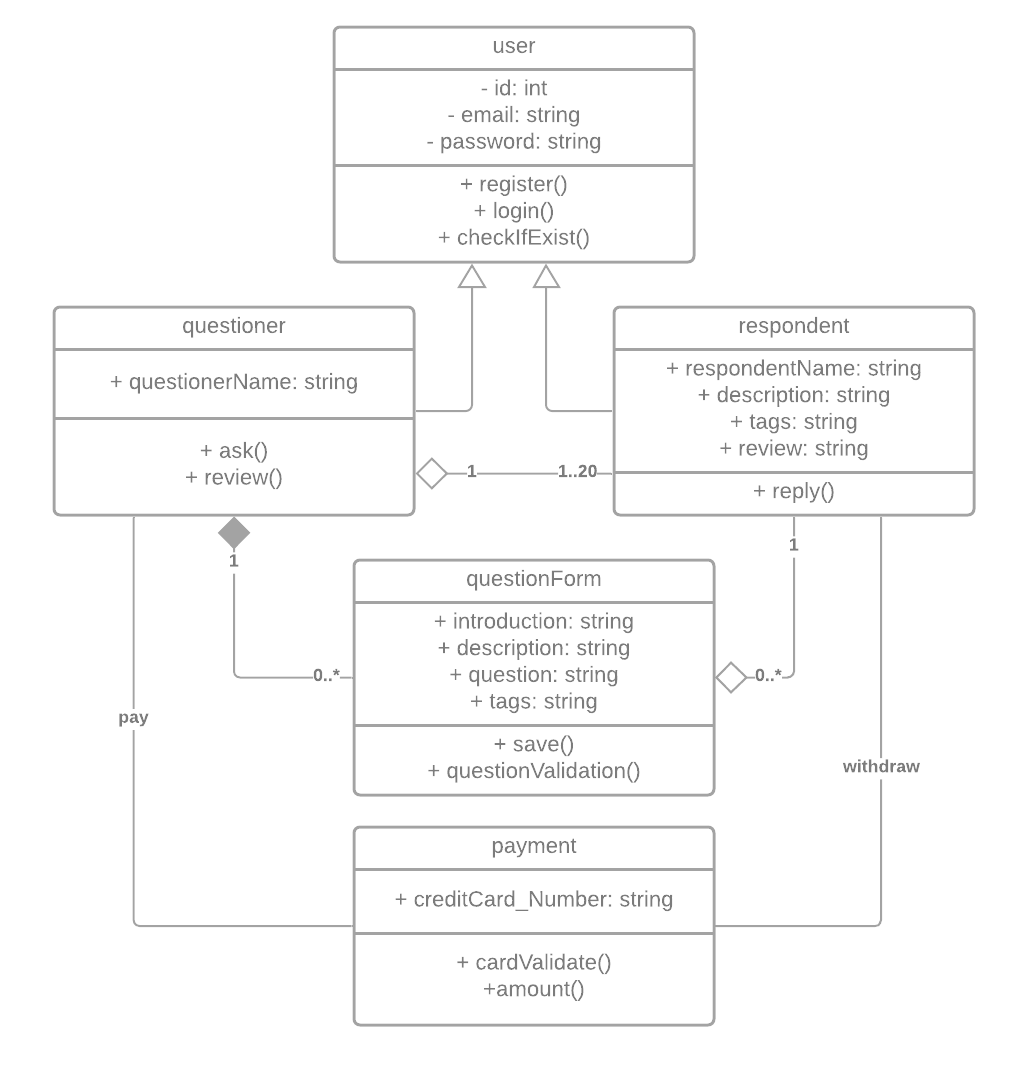 user
- id: int
- email: string
- password: string
+ register()
+ login()
+ checkIfExist()
questioner
+ questionerName: string
+ ask()
+ review()
respondent
+ respondentName: string
+ description: string
+ tags: string
+ review: string
+ reply()
1
1..20
1
1
questionForm
+ introduction: string
+ description: string
+ question: string
+ tags: string
+ save()
+ questionValidation()
0..*
0..*
pay
withdraw
payment
+ creditCard_Number: string
+ cardValidate()
+amount()